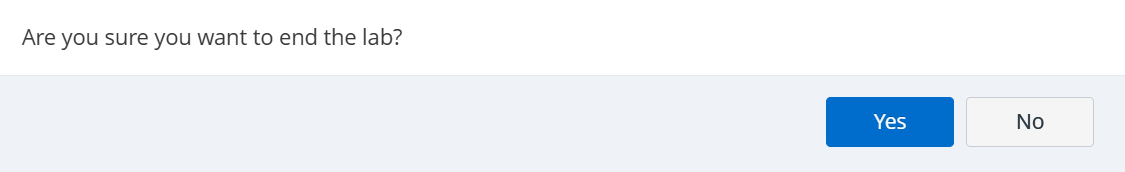 Are you sure you want to end the lab?
Yes No